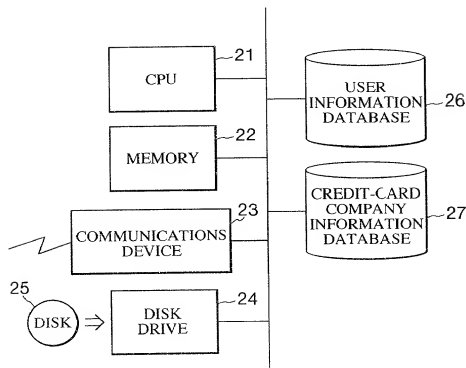 21
CPU
22
MEMORY
23
COMMUNICATIONS
DEVICE
25
DISK
24
DISK
DRIVE
USER
INFORMATION
DATABASE
26
CREDIT-CARD
COMPANY
INFORMATION
DATABASE
27